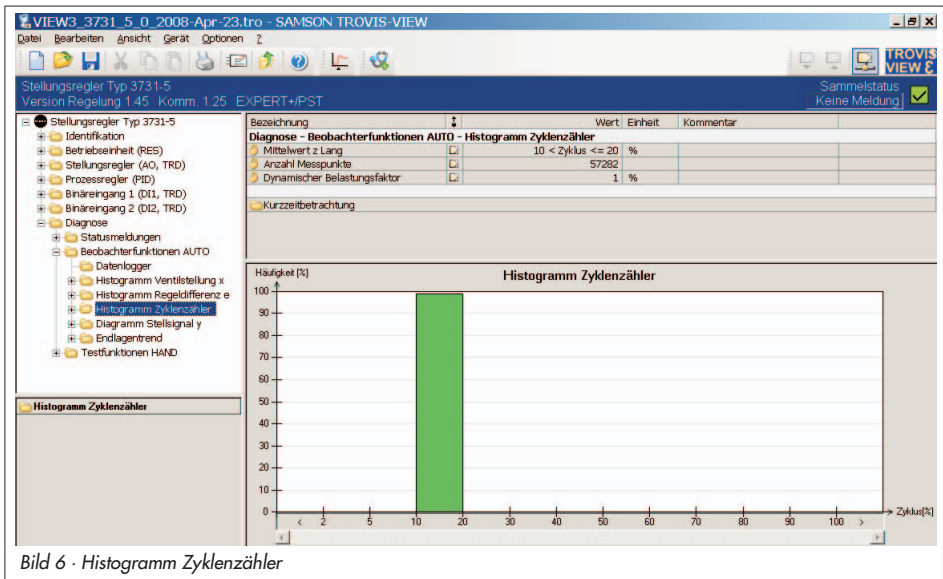 VIEW3_3731_5_0_2008-Apr-23.tro - SAMSON TROVIS-VIEW
Datei Bearbeiten Ansicht Gerät Optionen ?
TROVIS
VIEW
Stellungsregler Typ 3731-5
Version Regelung 1.45 Komm. 1.25 EXPERT+/PST
Sammelstatus
Keine Meldung
Stellungsregler Typ 3731-5
Identifikation
Betriebseinheit (RES)
Stellungsregler (AO, TRD)
Prozessregler (PID)
Binäreingang 1 (DI1, TRD)
Binäreingang 2 (DI2, TRD)
Diagnose
Statusmeldungen
Beobachterfunktionen AUTO
Datenlogger
Histogramm Ventilstellung x
Histogramm Regeldifferenz e
Histogramm Zyklenzähler
Diagramm Stellsignal y
Endlagentrend
Testfunktionen HAND
Histogramm Zyklenzähler
Bezeichnung Wert Einheit Kommentar
Diagnose - Beobachterfunktionen AUTO - Histogramm Zyklenzähler
Mittelwert z Lang 10 < Zyklus <= 20 %
Anzahl Messpunkte 57282
Dynamischer Belastungsfaktor 1 %
Kurzzeitbetrachtung
Häufigkeit [%]
Histogramm Zyklenzähler
100
90
80
70
60
50
40
30
20
10
0
< 2 5 10 20 30 40 50 60 70 80 90 100 >
Zyklus[%]
Bild 6 · Histogramm Zyklenzähler